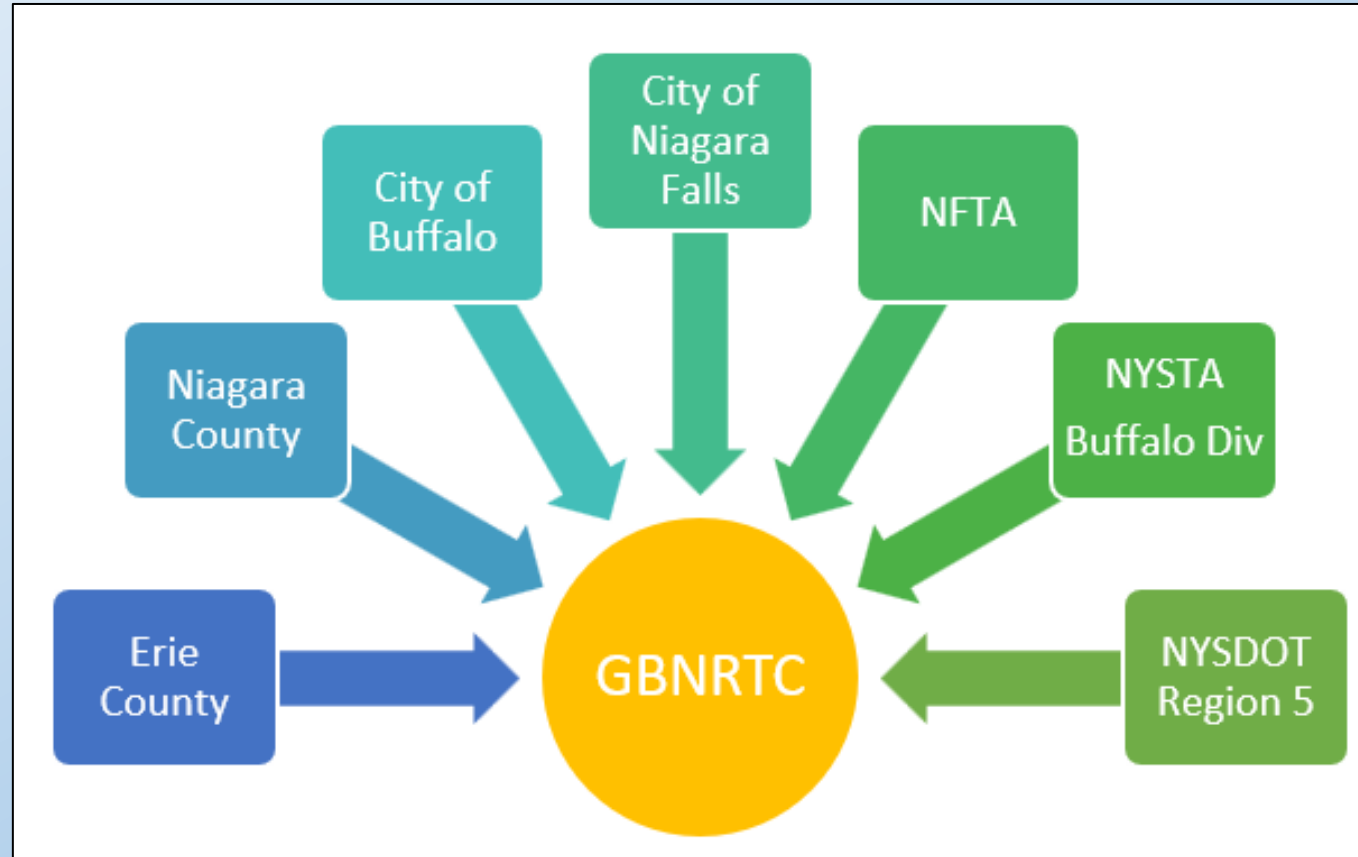 Erie
County
Niagara
County
City of
Buffalo
City of
Niagara
Falls
NFTA
NYSTA
Buffalo Div
NYSDOT
Region 5
GBNRTC